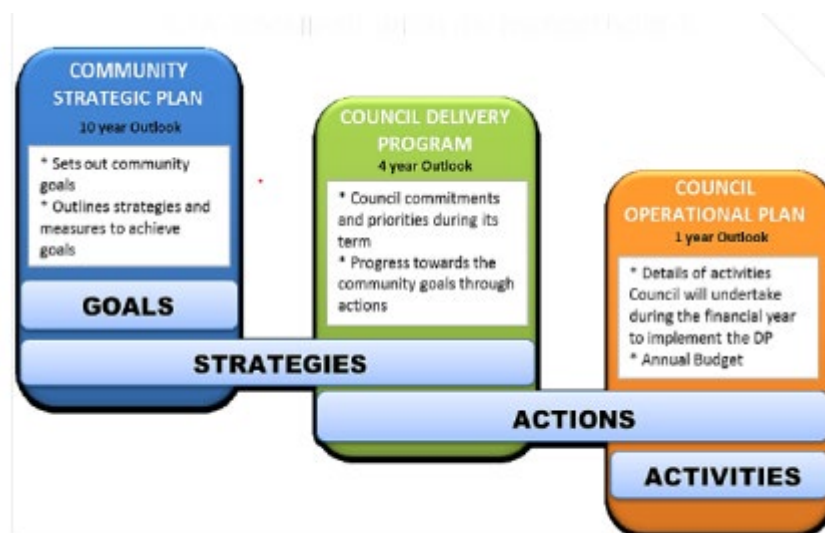 COMMUNITY
STRATEGIC PLAN
10 year Outlook
* Sets out community
goals
* Outlines strategies and
measures to achieve
goals
GOALS
COUNCIL DELIVERY
PROGRAM
4 year Outlook
* Council commitments
and priorities during its
term
* Progress towards the
community goals through
actions
STRATEGIES
COUNCIL
OPERATIONAL PLAN
1 year Outlook
* Details of activities
Council will undertake
during the financial year
to implement the DP
* Annual Budget
ACTIONS
ACTIVITIES